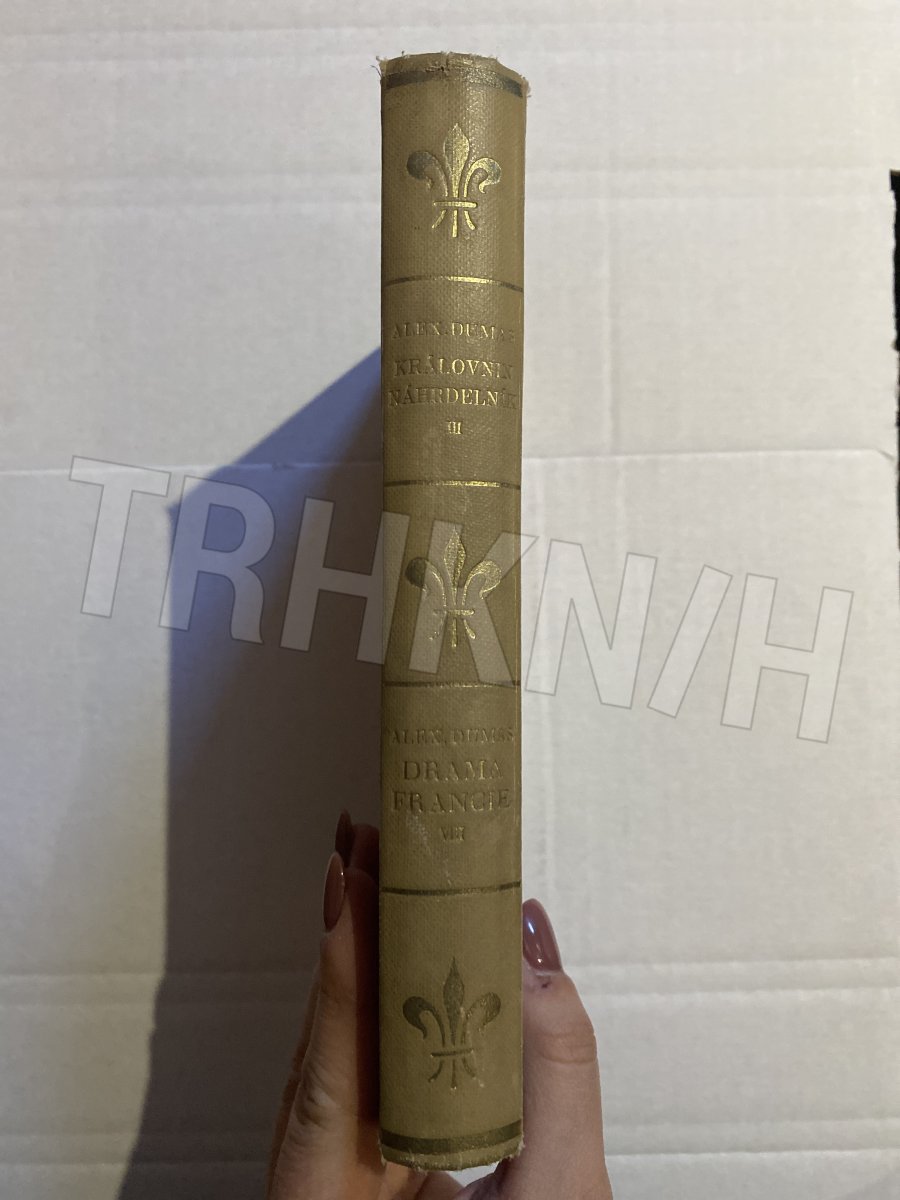 ALEX. DUMAS
KRÁLOVNIN
NÁHRDELNÍK
III
ALEX. DUMAS
DRAMA
FRANCIE
TRHKNIH